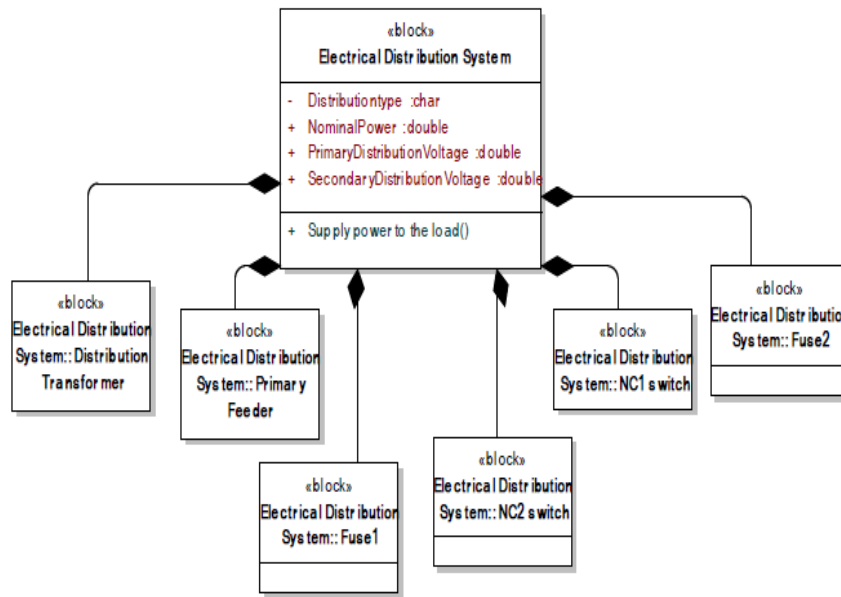 «block»
Electrical Distribution System
- Distributiontype :char
+ NominalPower :double
+ PrimaryDistributionVoltage :double
+ SecondaryDistributionVoltage :double
+ Supply power to the load()
«block»
Electrical Distribution
System:: Distribution
Transformer
«block»
Electrical Distribution
System:: Primary
Feeder
«block»
Electrical Distribution
System:: Fuse1
«block»
Electrical Distribution
System:: NC2 switch
«block»
Electrical Distribution
System:: NC1 switch
«block»
Electrical Distributio
System:: Fuse2